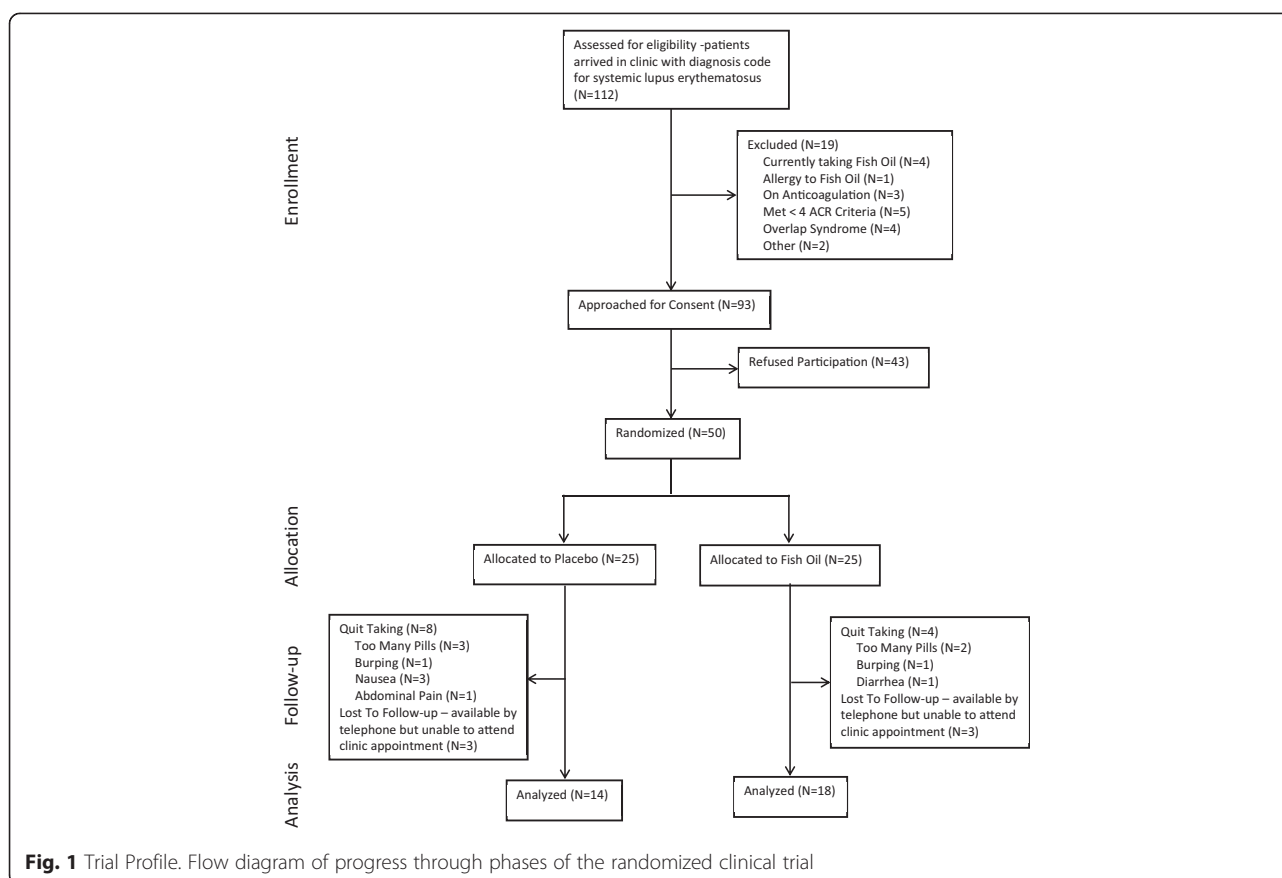 Assessed for eligibility -patients
arrived in clinic with diagnosis code
for systemic lupus erythematosus
(N=112)
Enrollment
Excluded (N=19)
Currently taking Fish Oil (N=4)
Allergy to Fish Oil (N=1)
On Anticoagulation (N=3)
Met < 4 ACR Criteria (N=5)
Overlap Syndrome (N=4)
Other (N=2)
Approached for Consent (N=93)
Refused Participation (N=43)
Randomized (N=50)
Allocation
Allocated to Placebo (N=25)
Allocated to Fish Oil (N=25)
Follow-up
Quit Taking (N=8)
Too Many Pills (N=3)
Burping (N=1)
Nausea (N=3)
Abdominal Pain (N=1)
Lost To Follow-up – available by
telephone but unable to attend
clinic appointment (N=3)
Quit Taking (N=4)
Too Many Pills (N=2)
Burping (N=1)
Diarrhea (N=1)
Lost To Follow-up – available by
telephone but unable to attend
clinic appointment (N=3)
Analysis
Analyzed (N=14)
Analyzed (N=18)
Fig. 1 Trial Profile. Flow diagram of progress through phases of the randomized clinical trial